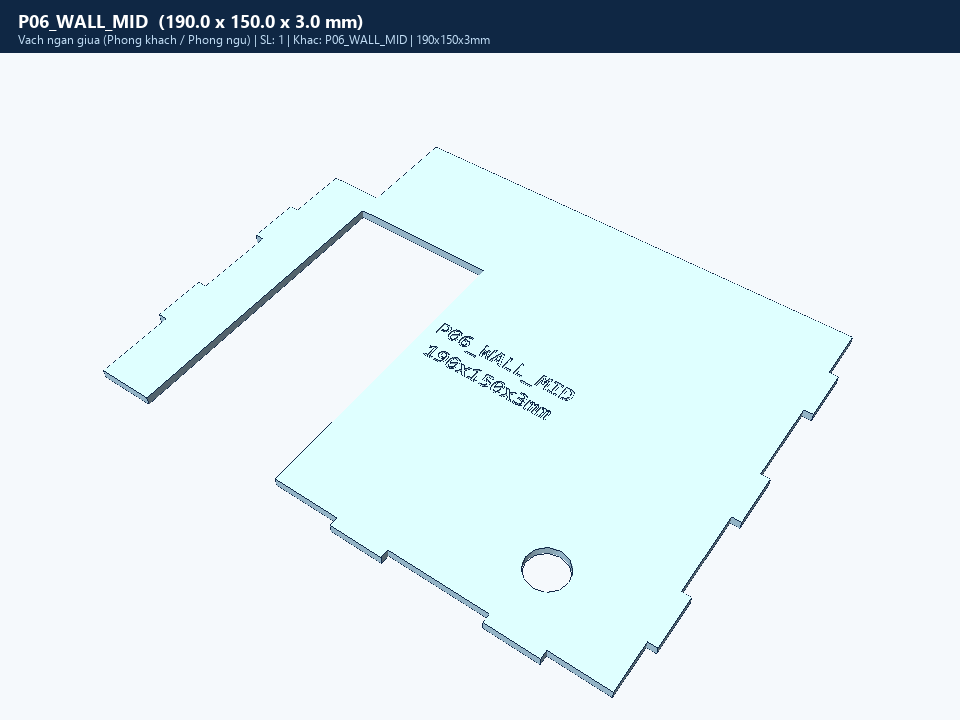 P06_WALL_MID (190.0 x 150.0 x 3.0 mm)
Vach ngan giua (Phong khach / Phong ngu) | SL: 1 | Khac: P06_WALL_MID | 190x150x3mm
P06_WALL_MID
190x150x3mm